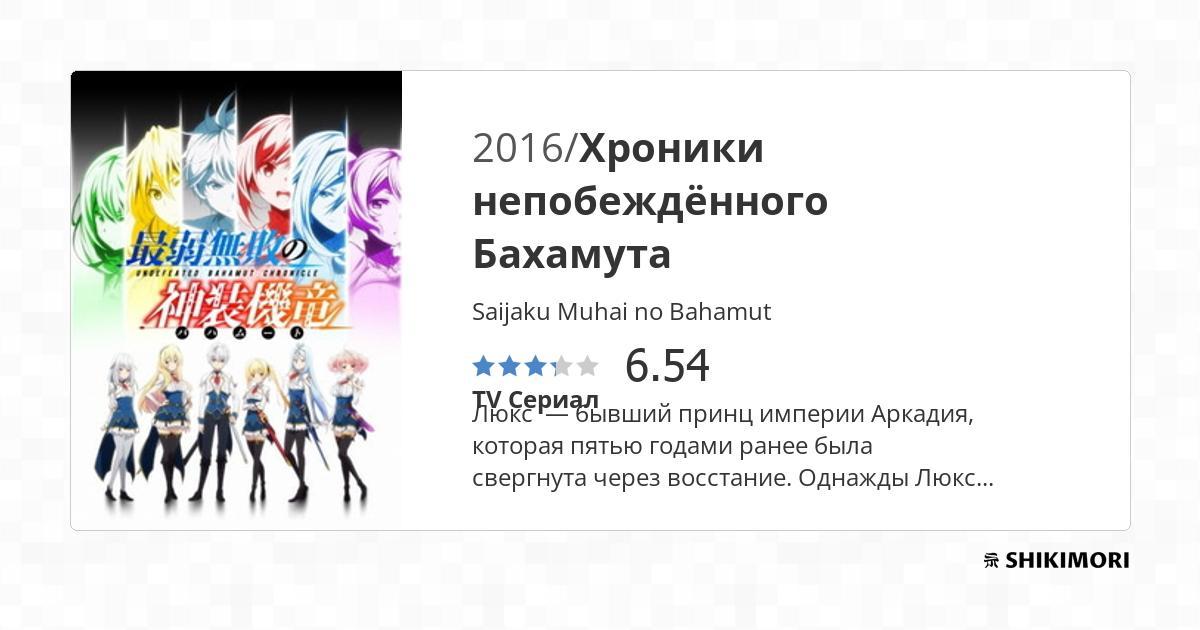 最弱無敗の
UNDEFEATED BAHAMUT CHRONICLE
神装機竜
バハムート
2016/Хроники
непобеждённого
Бахамута
Saijaku Muhai no Bahamut
6.54
TV Сериал
Люкс — бывший принц империи Аркадия,
которая пятью годами ранее была
свергнута через восстание. Однажды Люкс...
SHIKIMORI